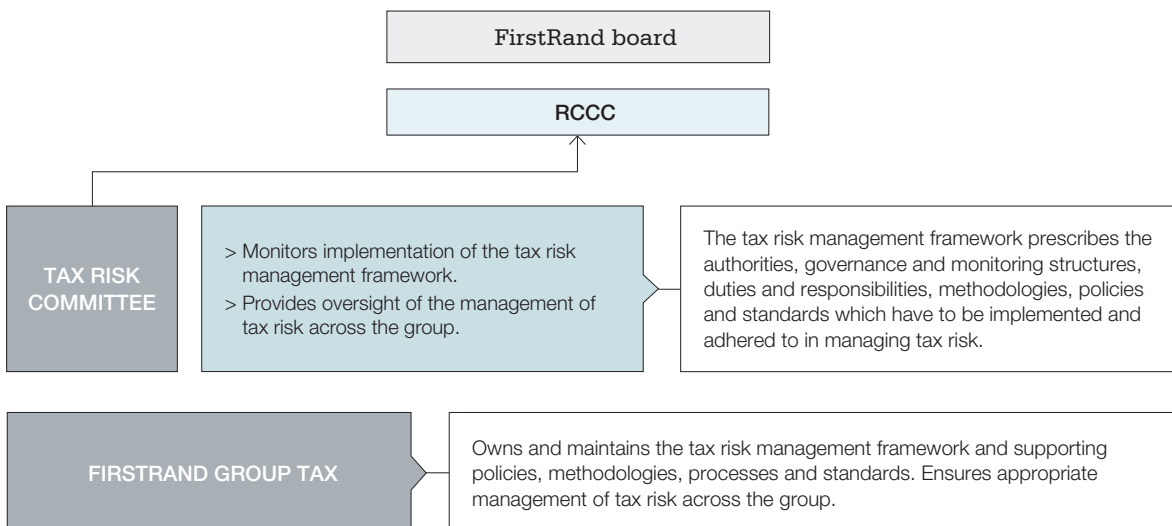 FirstRand board
RCCC
TAX RISK
COMMITTEE
> Monitors implementation of the tax risk
management framework.
> Provides oversight of the management of
tax risk across the group.
The tax risk management framework prescribes the
authorities, governance and monitoring structures,
duties and responsibilities, methodologies, policies
and standards which have to be implemented and
adhered to in managing tax risk.
FIRSTRAND GROUP TAX
Owns and maintains the tax risk management framework and supporting
policies, methodologies, processes and standards. Ensures appropriate
management of tax risk across the group.